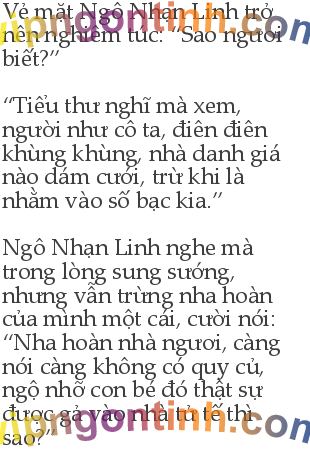 Vẻ mặt Ngô Nhạn Linh trở
nên nghiêm túc: “Sao ngươi
biết?”
“Tiểu thư nghĩ mà xem,
người như cô ta, điên điên
khùng khùng, nhà danh giá
nào dám cưới, trừ khi là
nhằm vào số bạc kia.”
Ngô Nhạn Linh nghe mà
trong lòng sung sướng,
nhưng vẫn trừng nha hoàn
của mình một cái, cười nói:
“Nha hoàn nhà ngươi, càng
nói càng không có quy củ,
ngộ nhỡ con bé đó thật sự
được gả vào nhà tử tế thì
sao?”
vipngontinh.com
vipngontinh.com